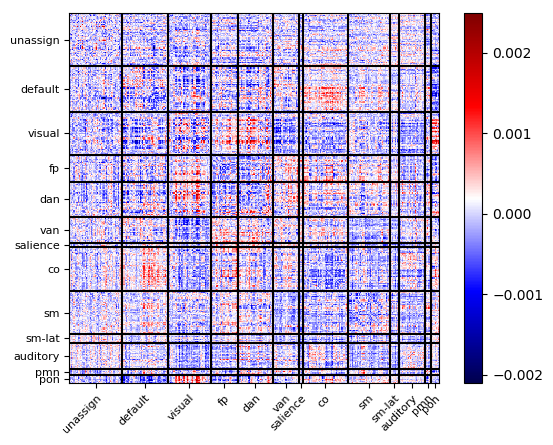 unassign
default
visual
fp
dan
van
salience
co
sm
sm-lat
auditory
pmn
pon
unassign
default
visual
fp
dan
van
salience
co
sm
sm-lat
auditory
pmn
pon
0.002
0.001
0.000
−0.001
−0.002